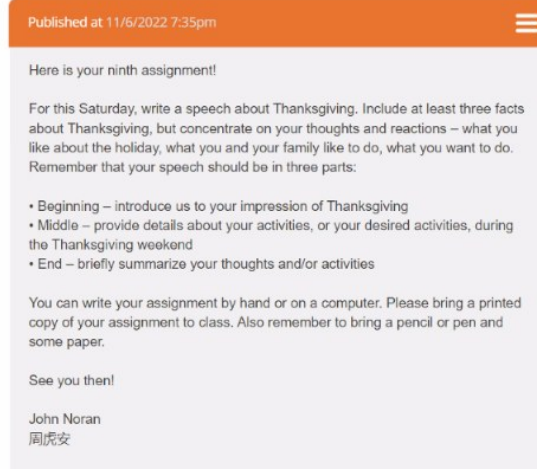 Published at 11/6/2022 7:35pm
Here is your ninth assignment!
For this Saturday, write a speech about Thanksgiving. Include at least three facts
about Thanksgiving, but concentrate on your thoughts and reactions – what you
like about the holiday, what you and your family like to do, what you want to do.
Remember that your speech should be in three parts:
• Beginning – introduce us to your impression of Thanksgiving
• Middle – provide details about your activities, or your desired activities, during
the Thanksgiving weekend
• End – briefly summarize your thoughts and/or activities
You can write your assignment by hand or on a computer. Please bring a printed
copy of your assignment to class. Also remember to bring a pencil or pen and
some paper.
See you then!
John Noran
周虎安